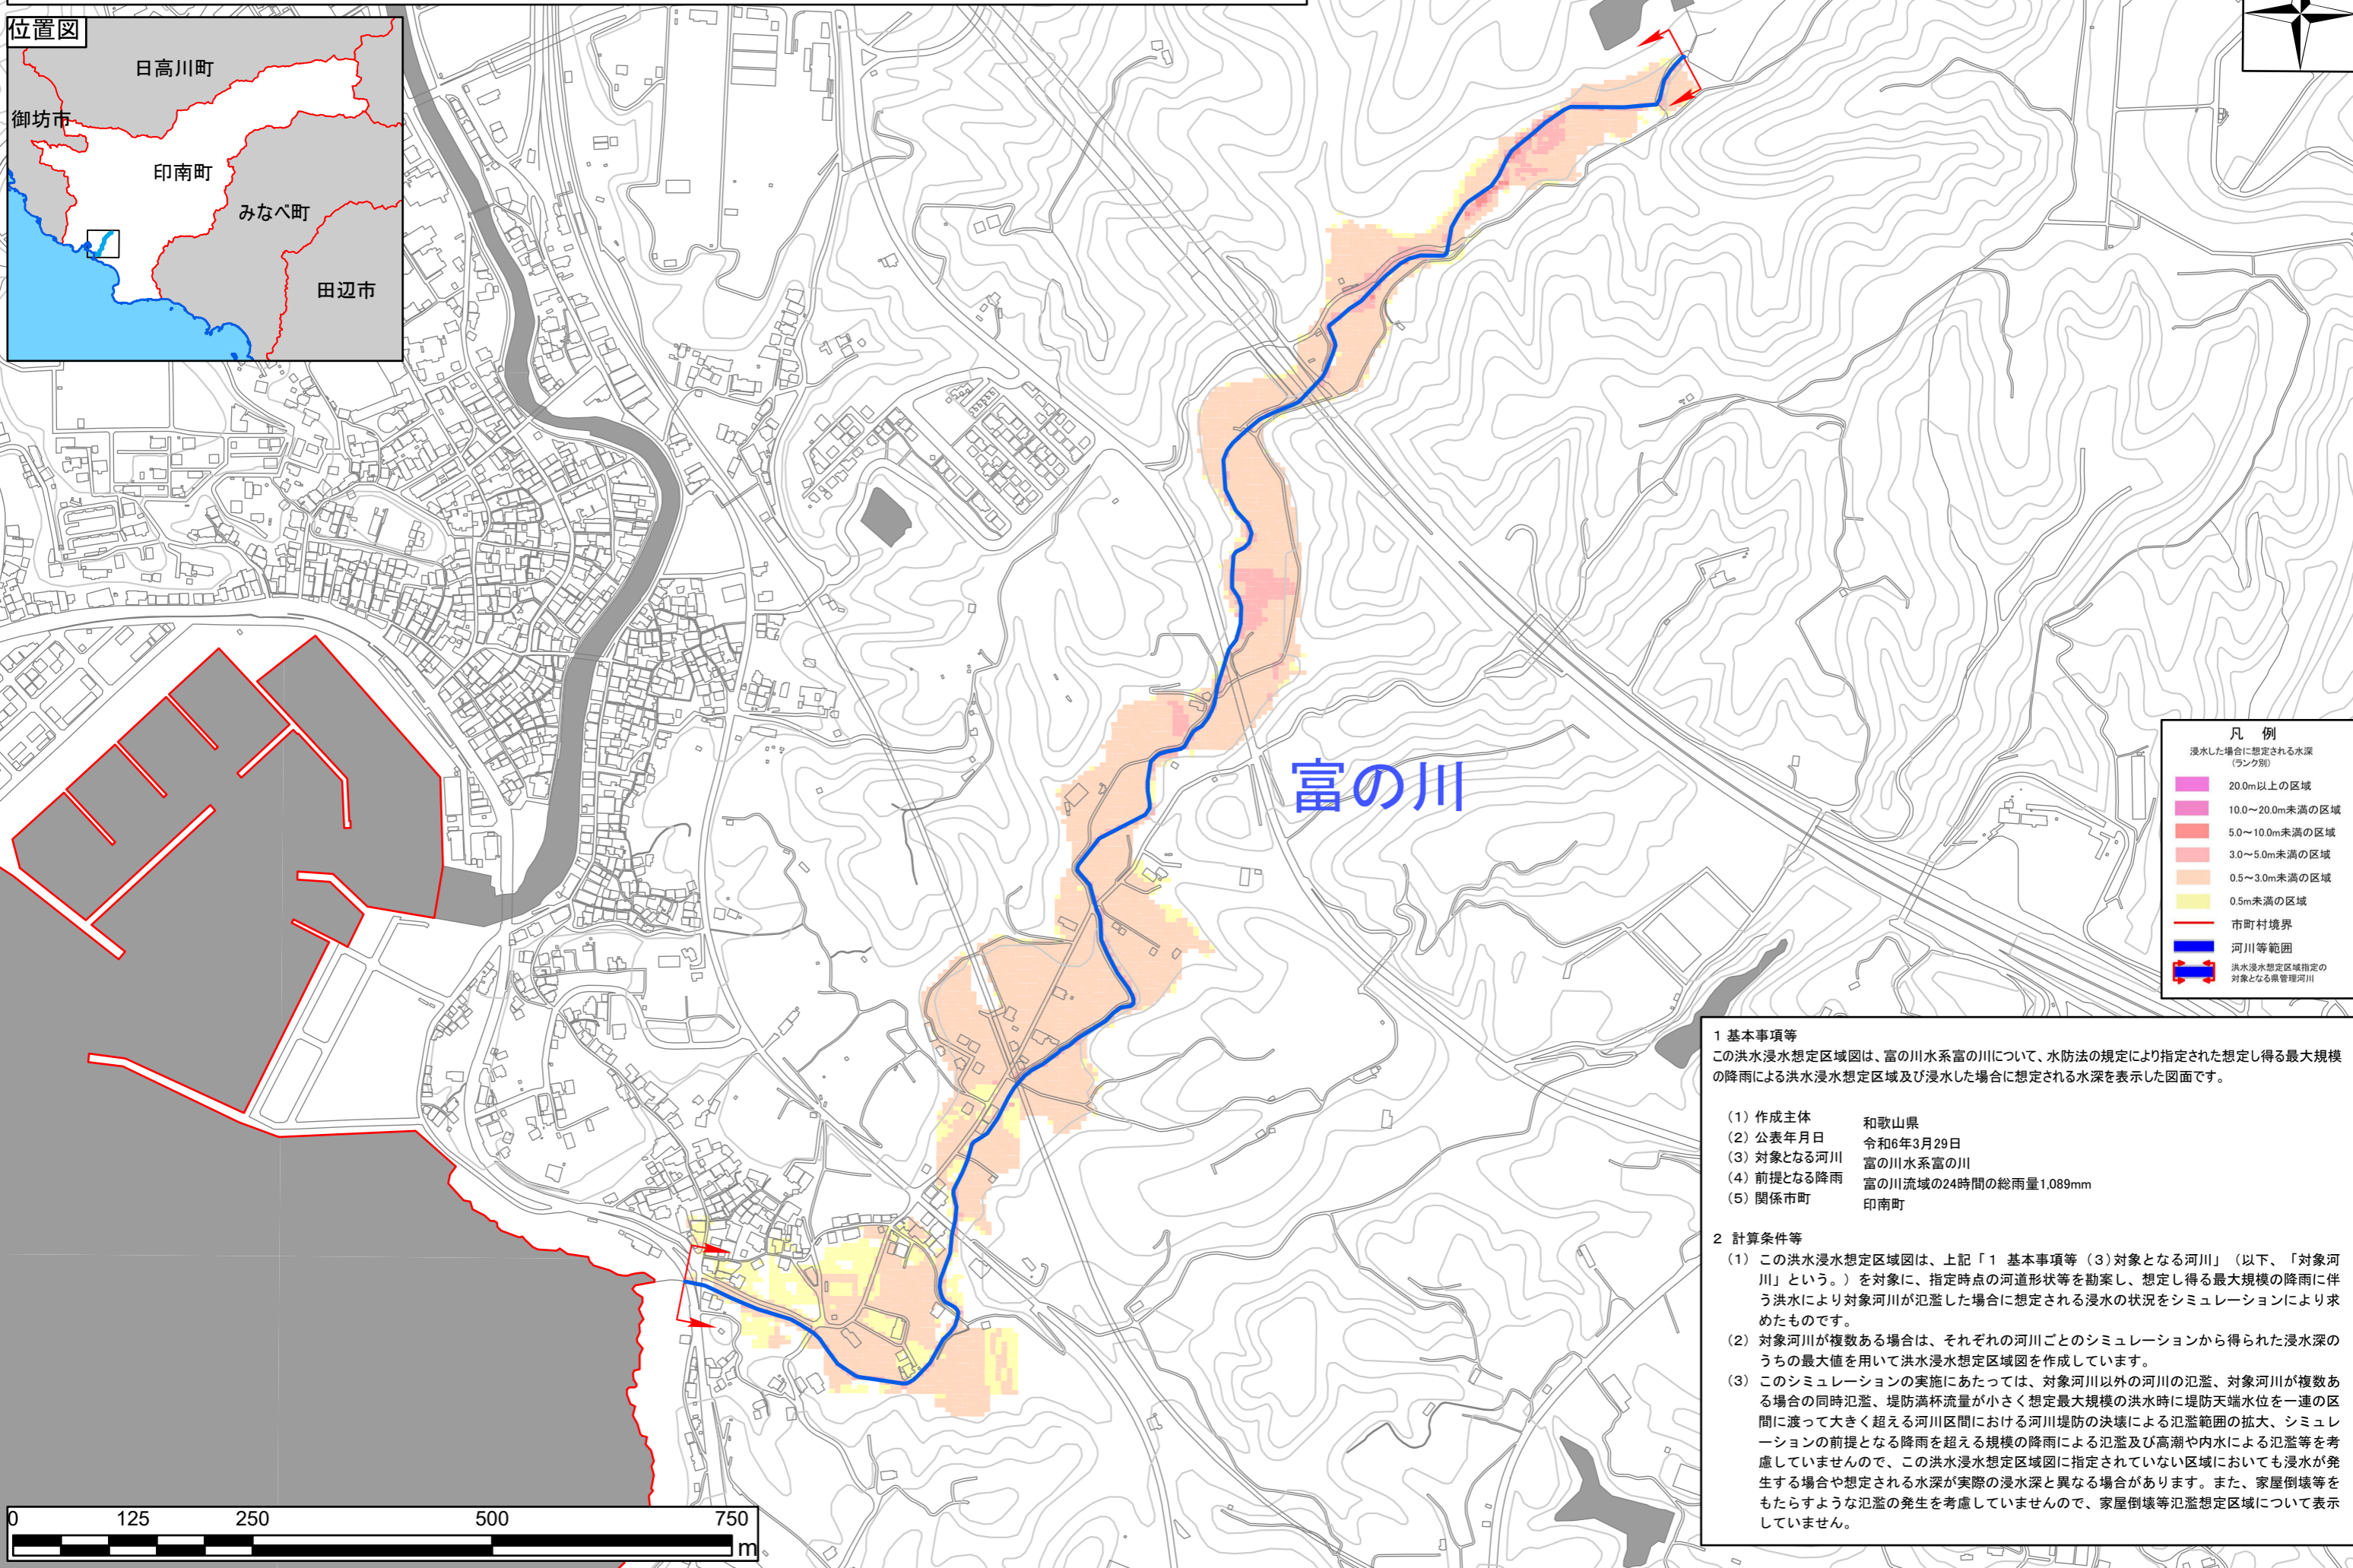 位置図
日高川町
御坊市
印南町
みなべ町
田辺市
富の川
凡 例
浸水した場合に想定される水深
(ランク別)
20.0m以上の区域
10.0～20.0m未満の区域
5.0～10.0m未満の区域
3.0～5.0m未満の区域
0.5～3.0m未満の区域
0.5m未満の区域
市町村境界
河川等範囲
洪水浸水想定区域指定の
対象となる県管理河川
1 基本事項等
この洪水浸水想定区域図は、富の川水系富の川について、水防法の規定により指定された想定し得る最大規模
の降雨による洪水浸水想定区域及び浸水した場合に想定される水深を表示した図面です。
（1）作成主体 和歌山県
（2）公表年月日 令和6年3月29日
（3）対象となる河川 富の川水系富の川
（4）前提となる降雨 富の川流域の24時間の総雨量1,089mm
（5）関係市町 印南町
2 計算条件等
（1）この洪水浸水想定区域図は、上記「１ 基本事項等（３）対象となる河川」（以下、「対象河
川」という。）を対象に、指定時点の河道形状等を勘案し、想定し得る最大規模の降雨に伴
う洪水により対象河川が氾濫した場合に想定される浸水の状況をシミュレーションにより求
めたものです。
（2）対象河川が複数ある場合は、それぞれの河川ごとのシミュレーションから得られた浸水深の
うちの最大値を用いて洪水浸水想定区域図を作成しています。
（3）このシミュレーションの実施にあたっては、対象河川以外の河川の氾濫、対象河川が複数あ
る場合の同時氾濫、堤防満杯流量が小さく想定最大規模の洪水時に堤防天端水位を一連の区
間に渡って大きく超える河川区間における河川堤防の決壊による氾濫範囲の拡大、シミュレ
ーションの前提となる降雨を超える規模の降雨による氾濫及び高潮や内水による氾濫等を考
慮していませんので、この洪水浸水想定区域図に指定されていない区域においても浸水が発
生する場合や想定される水深が実際の浸水深と異なる場合があります。また、家屋倒壊等を
もたらすような氾濫の発生を考慮していませんので、家屋倒壊等氾濫想定区域について表示
していません。
0 125 250 500 750
m